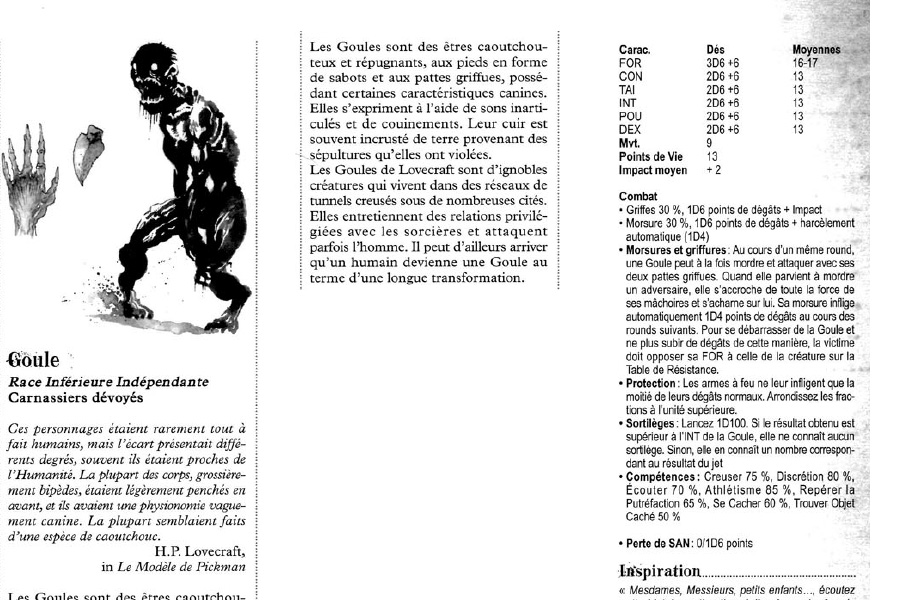 Goule
Race Inférieure Indépendante
Carnassiers dévoyés
Ces personnages étaient rarement tout à
fait humains, mais l'écart présentait diffé-
rents degrés, souvent ils étaient proches de
l'Humanité. La plupart des corps, grossière-
ment bipèdes, étaient légèrement penchés en
avant, et ils avaient une physionomie vague-
ment canine. La plupart semblaient faits
d'une espèce de caoutchouc.
H.P. Lovecraft,
in Le Modèle de Pickman
Les Goules sont des êtres caoutchou-
Les Goules sont des êtres caoutchou-
teux et répugnants, aux pieds en forme
de sabots et aux pattes griffues, possé-
dant certaines caractéristiques canines.
Elles s'expriment à l'aide de sons inarti-
culés et de couinements. Leur cuir est
souvent incrusté de terre provenant des
sépultures qu'elles ont violées.
Les Goules de Lovecraft sont d'ignobles
créatures qui vivent dans des réseaux de
tunnels creusés sous de nombreuses cités.
Elles entretiennent des relations privilé-
giées avec les sorcières et attaquent
parfois l'homme. Il peut d'ailleurs arriver
qu'un humain devienne une Goule au
terme d'une longue transformation.
Carac. Dés Moyennes
FOR 3D6 +6 16-17
CON 2D6 +6 13
TAI 2D6 +6 13
INT 2D6 +6 13
POU 2D6 +6 13
DEX 2D6 +6 13
Mvt. 9
Points de Vie 13
Impact moyen + 2
Combat
• Griffes 30 %, 1D6 points de dégâts + Impact
• Morsure 30 %, 1D6 points de dégâts + harcèlement
automatique (1D4)
• Morsures et griffures : Au cours d'un même round,
une Goule peut à la fois mordre et attaquer avec ses
deux pattes griffues. Quand elle parvient à mordre
un adversaire, elle s'accroche de toute la force de
ses mâchoires et s'acharne sur lui. Sa morsure inflige
automatiquement 1D4 points de dégâts au cours des
rounds suivants. Pour se débarrasser de la Goule et
ne plus subir de dégâts de cette manière, la victime
doit opposer sa FOR à celle de la créature sur la
Table de Résistance.
• Protection : Les armes à feu ne leur infligent que la
moitié de leurs dégâts normaux. Arrondissez les frac-
tions à l'unité supérieure.
• Sortilèges : Lancez 1D100. Si le résultat obtenu est
supérieur à l'INT de la Goule, elle ne connaît aucun
sortilège. Sinon, elle en connaît un nombre correspon-
dant au résultat du jet
• Compétences : Creuser 75 %, Discrétion 80 %,
Écouter 70 %, Athlétisme 85 %, Repérer la
Putréfaction 65 %, Se Cacher 60 %, Trouver Objet
Caché 50 %
• Perte de SAN : 0/1D6 points
Inspiration
« Mesdames, Messieurs, petits enfants..., écoutez